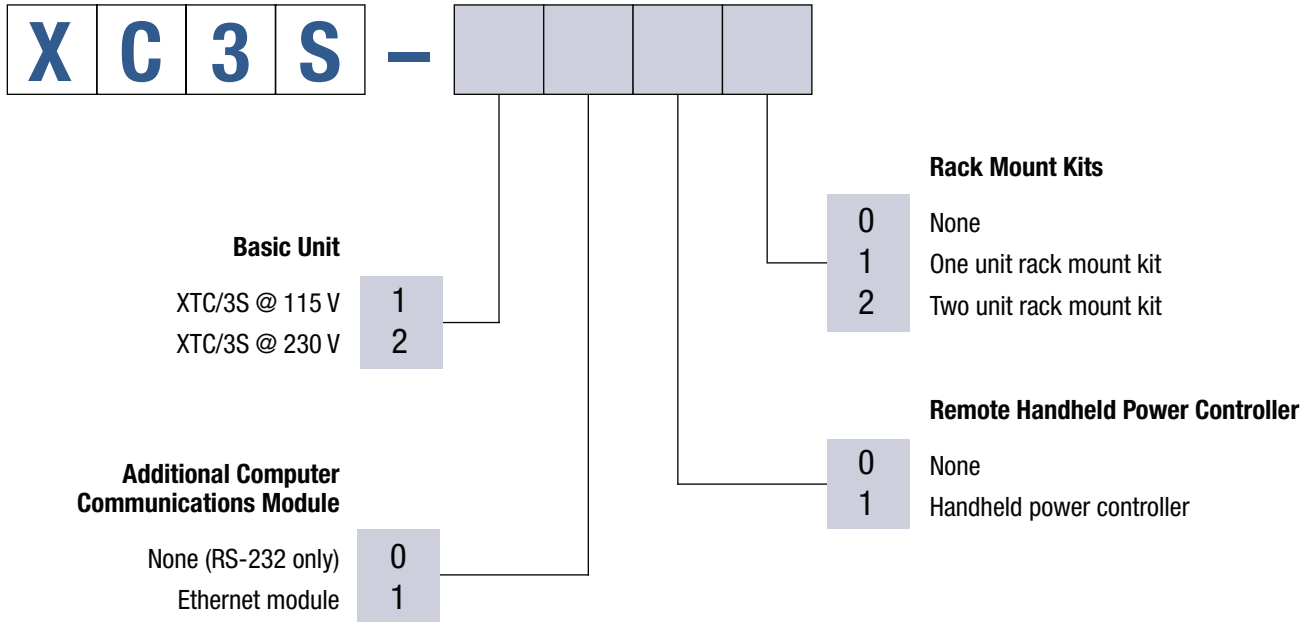 XC3S–
Basic Unit
XTC/3S @ 115 V 1
XTC/3S @ 230 V 2
Additional Computer
Communications Module
None (RS-232 only) 0
Ethernet module 1
Rack Mount Kits
0 None
1 One unit rack mount kit
2 Two unit rack mount kit
Remote Handheld Power Controller
0 None
1 Handheld power controller